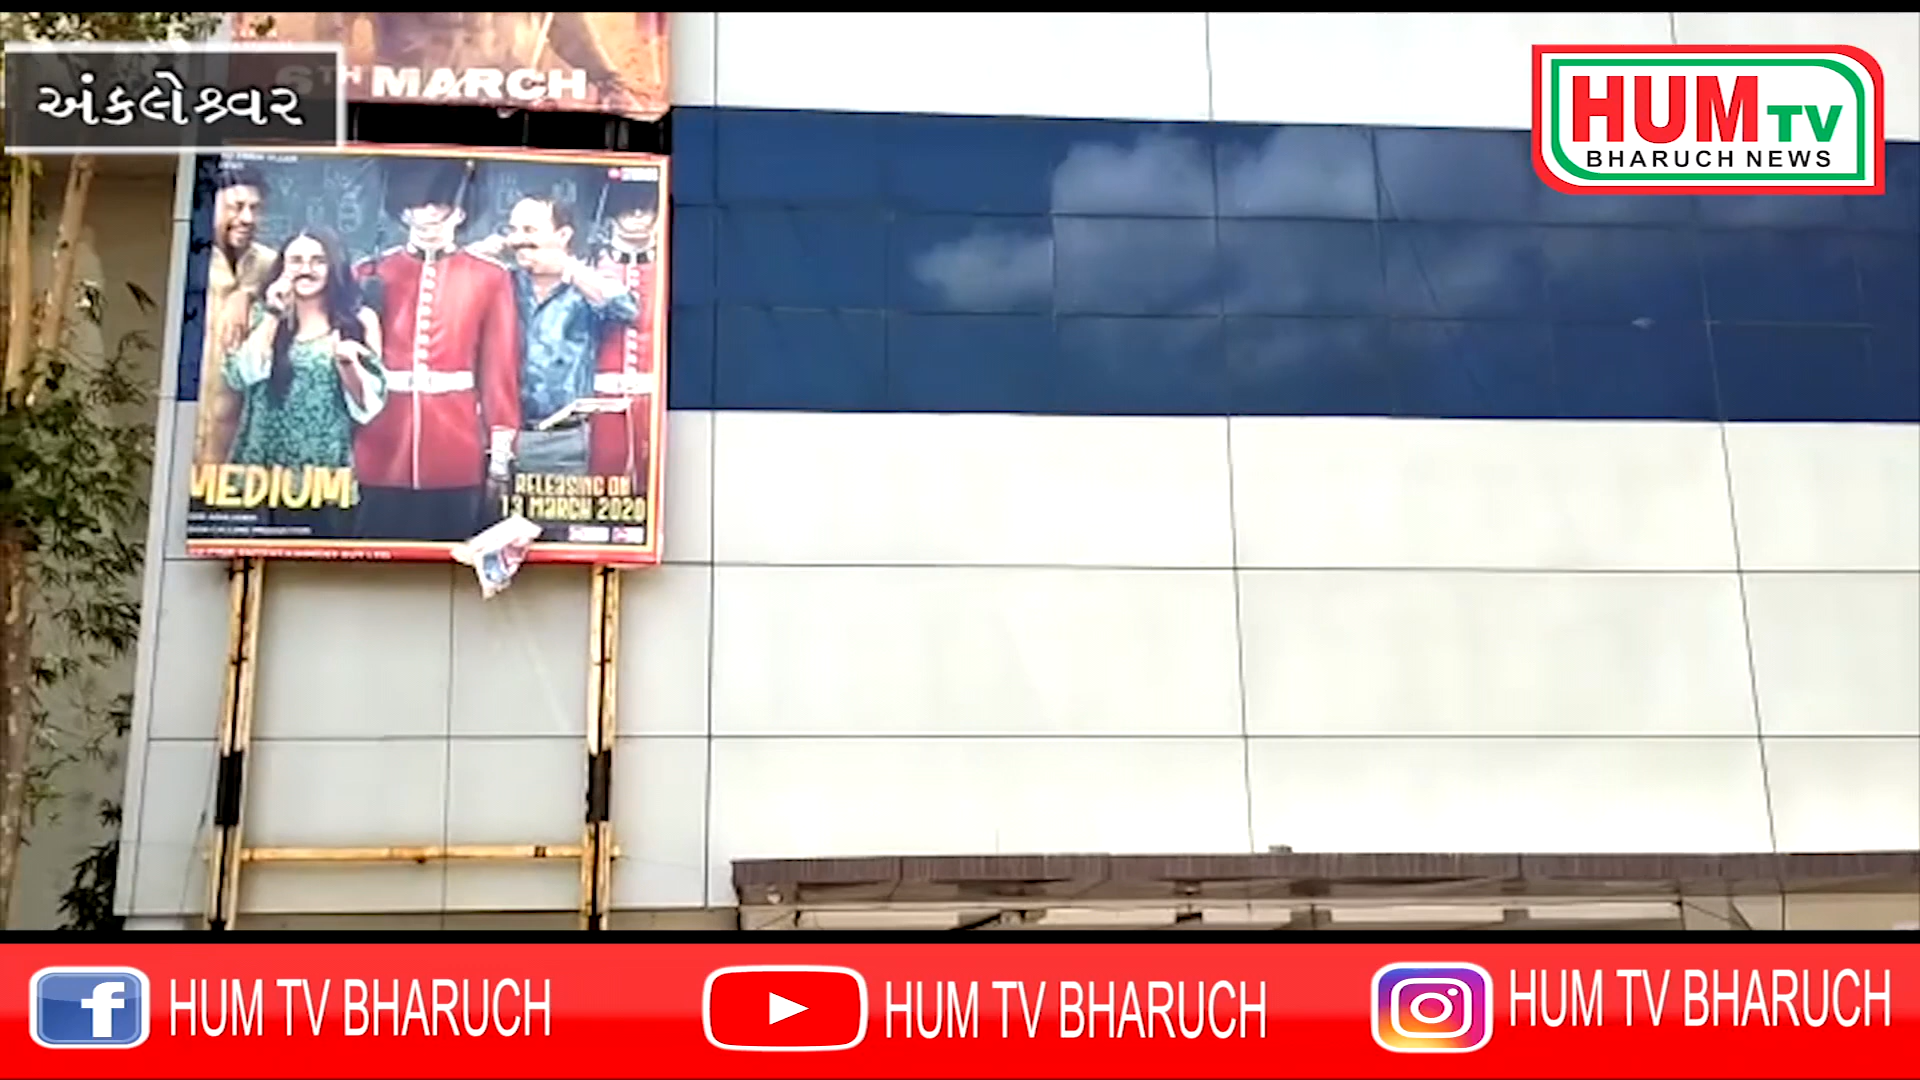 અંકલેશ્વર
6TH MARCH
HUM TV
BHARUCH NEWS
MEDIUM
RELEASING ON
13 MARCH 2020
HUM TV BHARUCH
HUM TV BHARUCH
HUM TV BHARUCH